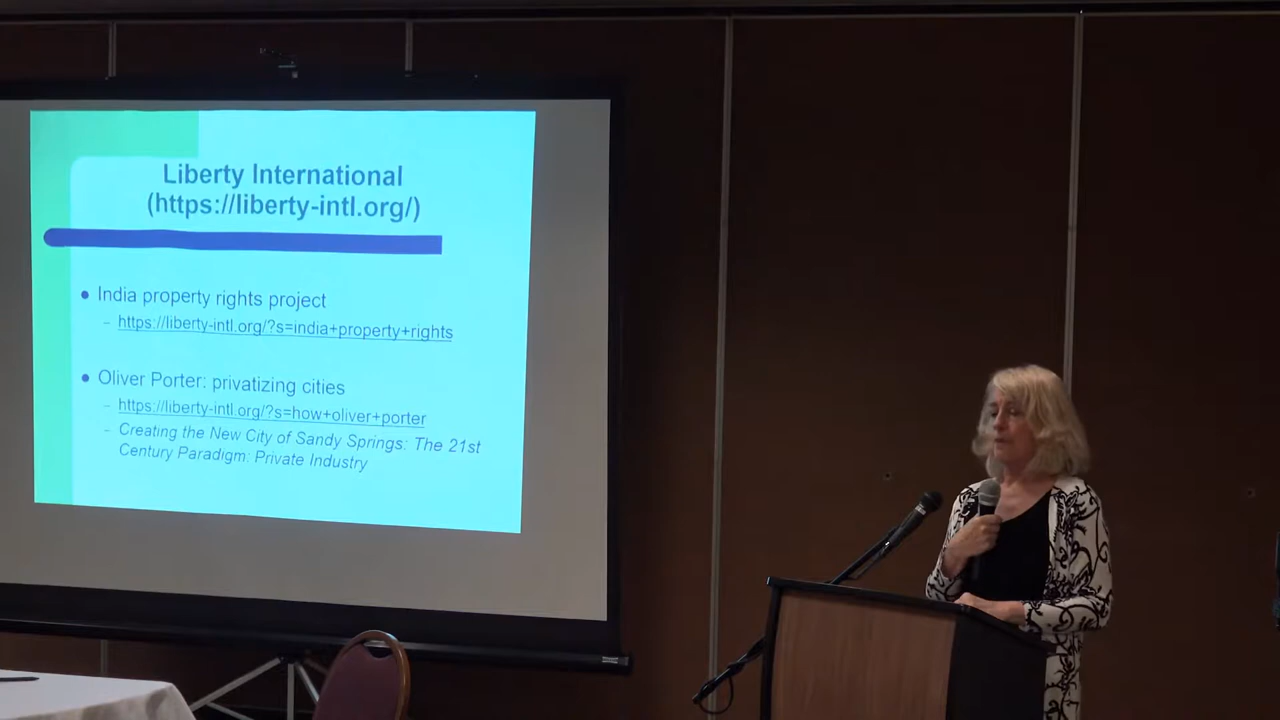 Liberty International
(https://liberty-intl.org/)
● India property rights project
– https://liberty-intl.org/?s=india+property+rights
● Oliver Porter: privatizing cities
– https://liberty-intl.org/?s=how+oliver+porter
– Creating the New City of Sandy Springs: The 21st
Century Paradigm: Private Industry